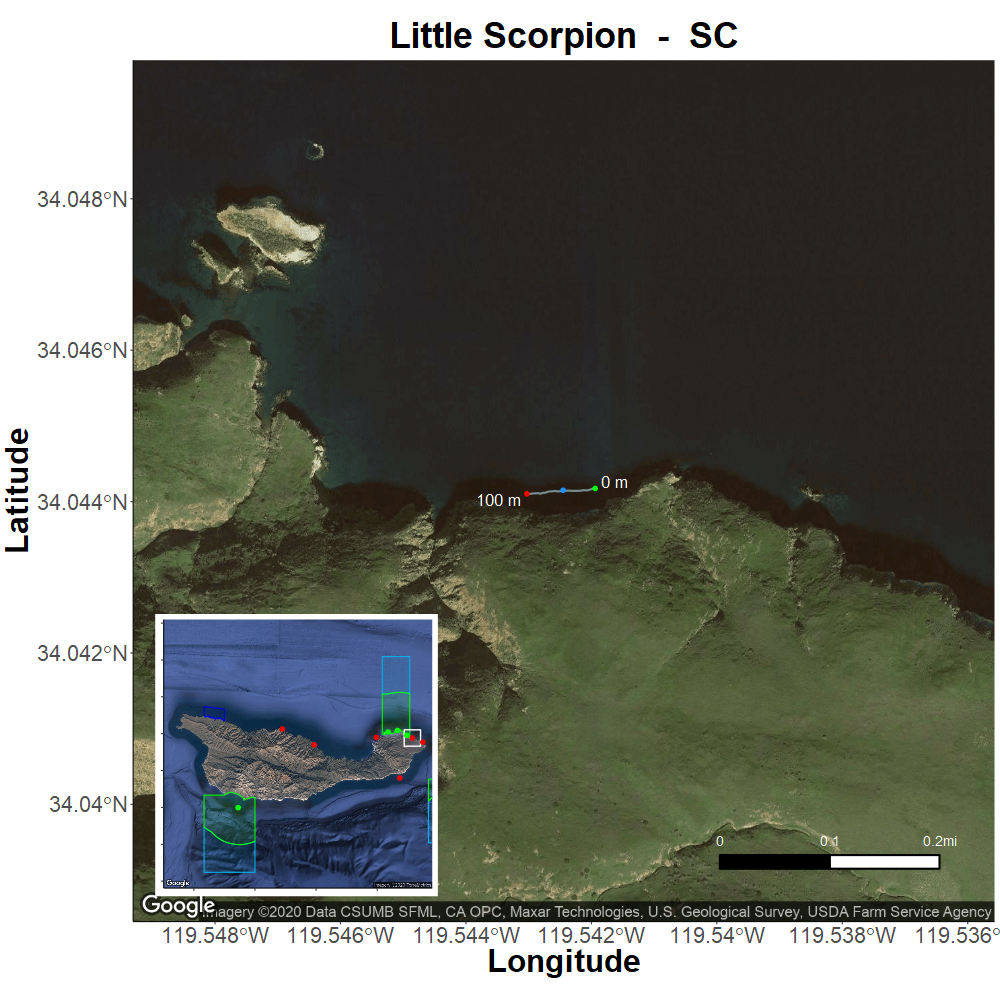 Little Scorpion - SC
34.048°N
34.046°N
34.044°N
34.042°N
34.04°N
Latitude
0 m
100 m
0 0.1 0.2mi
Google
Google
Imagery ©2020 Data CSUMB SFML, CA OPC, Maxar Technologies, U.S. Geological Survey, USDA Farm Service Agency
119.548°W 119.546°W 119.544°W 119.542°W 119.54°W 119.538°W 119.536°
Longitude